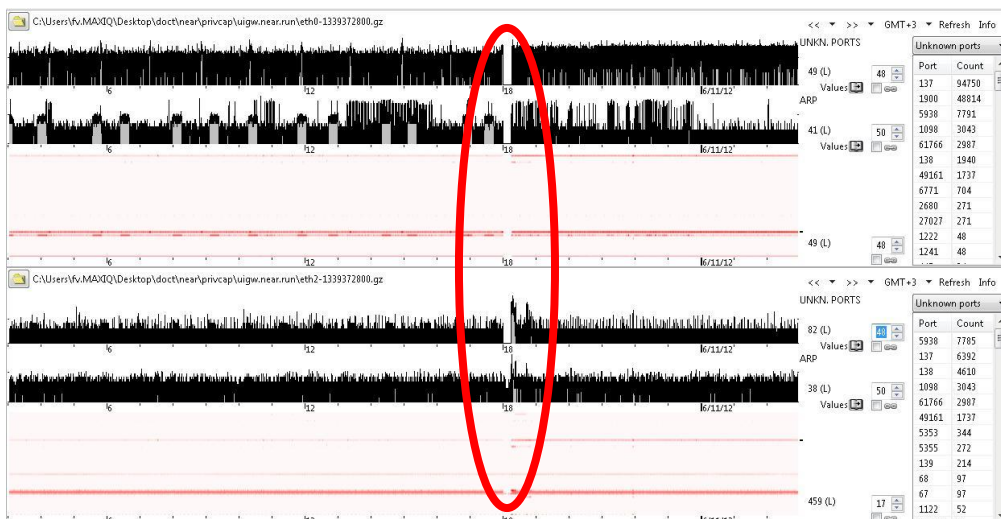 C:\Users\fv.MAXIQ\Desktop\doct\near\privcap\uigw.near.run\eth0-1339372800.gz
<< >> GMT+3 Refresh Info
UNKN. PORTS
Unknown ports
49 (L)
48
Values
Port Count
137 94750
1900 48814
5938 7791
1098 3043
61766 2987
138 1940
49161 1737
6771 704
2680 271
27027 271
1222 48
1241 48
6 12 18 6/11/12
ARP
41 (L)
50
Values
6 12 18 6/11/12
49 (L)
48
6 12 18 6/11/12
C:\Users\fv.MAXIQ\Desktop\doct\near\privcap\uigw.near.run\eth2-1339372800.gz
<< >> GMT+3 Refresh Info
UNKN. PORTS
Unknown ports
82 (L)
48
Values
Port Count
5938 7785
137 6392
138 4610
1098 3043
61766 2987
49161 1737
5353 344
5355 272
139 214
68 97
67 97
1122 52
6 12 18 6/11/12
ARP
38 (L)
50
Values
6 12 18 6/11/12
459 (L)
17
6 12 18 6/11/12